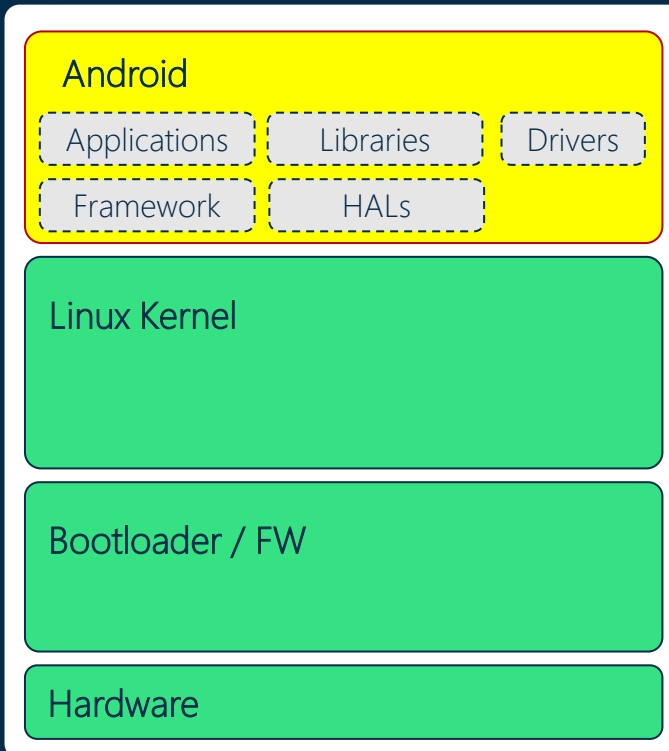 Android
Applications Libraries Drivers
Framework HALs
Linux Kernel
Bootloader / FW
Hardware